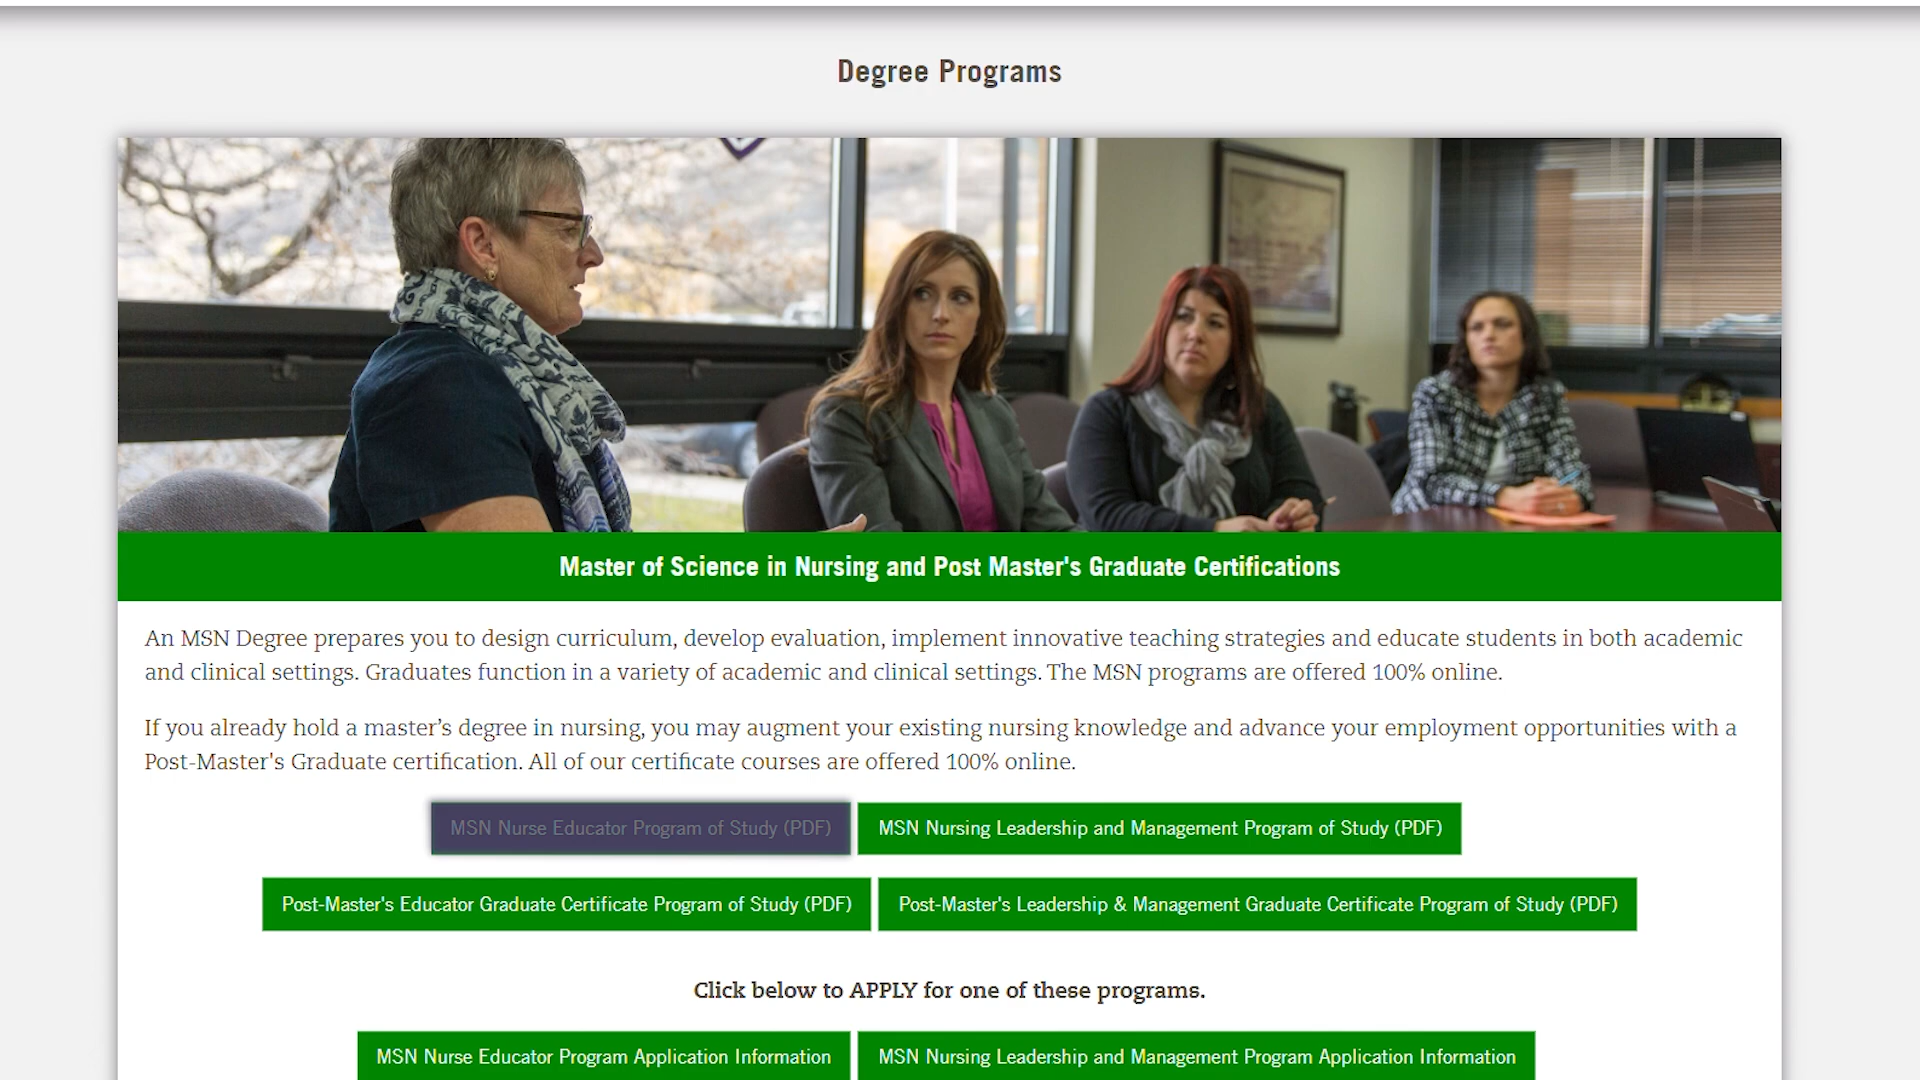 Degree Programs
Master of Science in Nursing and Post Master's Graduate Certifications
An MSN Degree prepares you to design curriculum, develop evaluation, implement innovative teaching strategies and educate students in both academic
and clinical settings. Graduates function in a variety of academic and clinical settings. The MSN programs are offered 100% online.
If you already hold a master’s degree in nursing, you may augment your existing nursing knowledge and advance your employment opportunities with a
Post-Master's Graduate certification. All of our certificate courses are offered 100% online.
MSN Nurse Educator Program of Study (PDF) MSN Nursing Leadership and Management Program of Study (PDF)
Post-Master's Educator Graduate Certificate Program of Study (PDF) Post-Master's Leadership & Management Graduate Certificate Program of Study (PDF)
Click below to APPLY for one of these programs.
MSN Nurse Educator Program Application Information MSN Nursing Leadership and Management Program Application Information